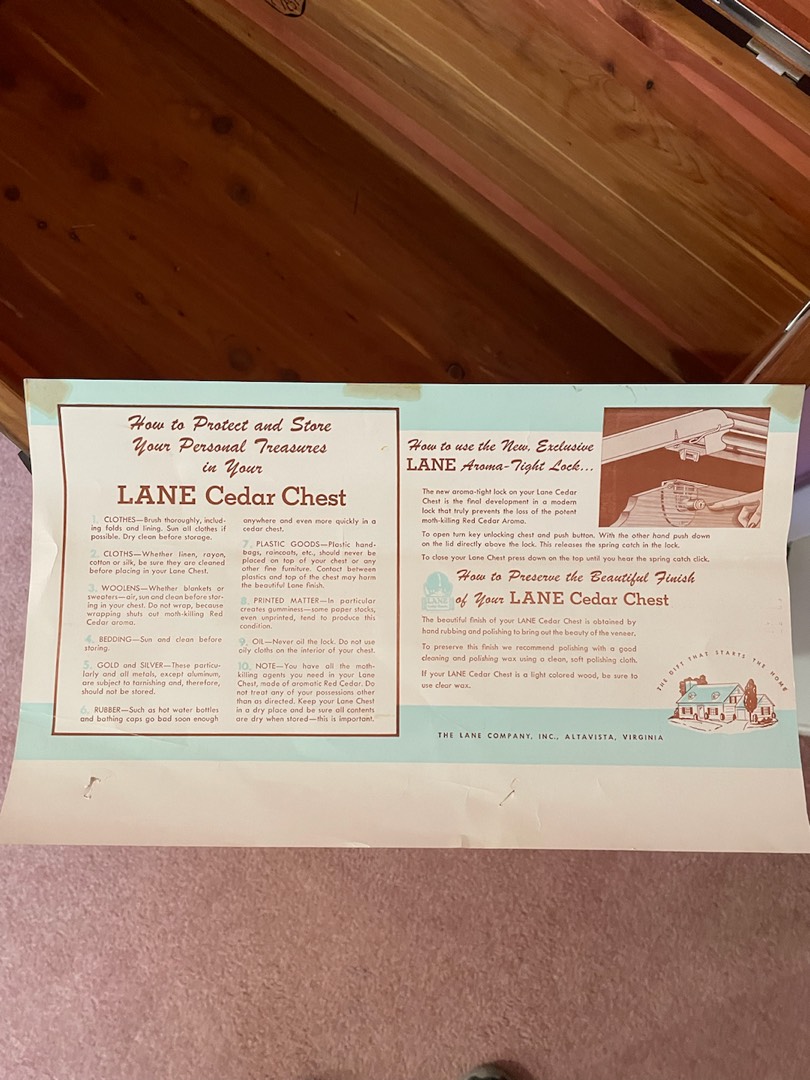 How to Protect and Store
Your Personal Treasures
in Your
LANE Cedar Chest
1. CLOTHES—Brush thoroughly, includ-
ing folds and lining. Sun all clothes if
possible. Dry clean before storage.
2. CLOTHS—Whether linen, rayon,
cotton or silk, be sure they are cleaned
before placing in your Lane Chest.
3. WOOLENS—Whether blankets or
sweaters—air, sun and clean before stor-
ing in your chest. Do not wrap, because
wrapping shuts out moth-killing Red
Cedar aroma.
4. BEDDING—Sun and clean before
storing.
5. GOLD and SILVER—These particu-
larly and all metals, except aluminum,
are subject to tarnishing and, therefore,
should not be stored.
6. RUBBER—Such as hot water bottles
and bathing caps go bad soon enough
anywhere and even more quickly in a
cedar chest.
7. PLASTIC GOODS—Plastic hand-
bags, raincoats, etc., should never be
placed on top of your chest or any
other fine furniture. Contact between
plastics and top of the chest may harm
the beautiful Lane finish.
8. PRINTED MATTER—In particular
creates gumminess—some paper stocks,
even unprinted, tend to produce this
condition.
9. OIL—Never oil the lock. Do not use
oily cloths on the interior of your chest.
10. NOTE—You have all the moth-
killing agents you need in your Lane
Chest, made of aromatic Red Cedar. Do
not treat any of your possessions other
than as directed. Keep your Lane Chest
in a dry place and be sure all contents
are dry when stored—this is important.
How to use the New, Exclusive
LANE Aroma-Tight Lock...
The new aroma-tight lock on your Lane Cedar
Chest is the final development in a modern
lock that truly prevents the loss of the potent
moth-killing Red Cedar Aroma.
To open turn key unlocking chest and push button. With the other hand push down
on the lid directly above the lock. This releases the spring catch in the lock.
To close your Lane Chest press down on the top until you hear the spring catch click.
LANE
How to Preserve the Beautiful Finish
of Your LANE Cedar Chest
The beautiful finish of your LANE Cedar Chest is obtained by
hand rubbing and polishing to bring out the beauty of the veneer.
To preserve this finish we recommend polishing with a good
cleaning and polishing wax using a clean, soft polishing cloth.
If your LANE Cedar Chest is a light colored wood, be sure to
use clear wax.
THE GIFT THAT STARTS THE HOME
THE LANE COMPANY, INC., ALTAVISTA, VIRGINIA